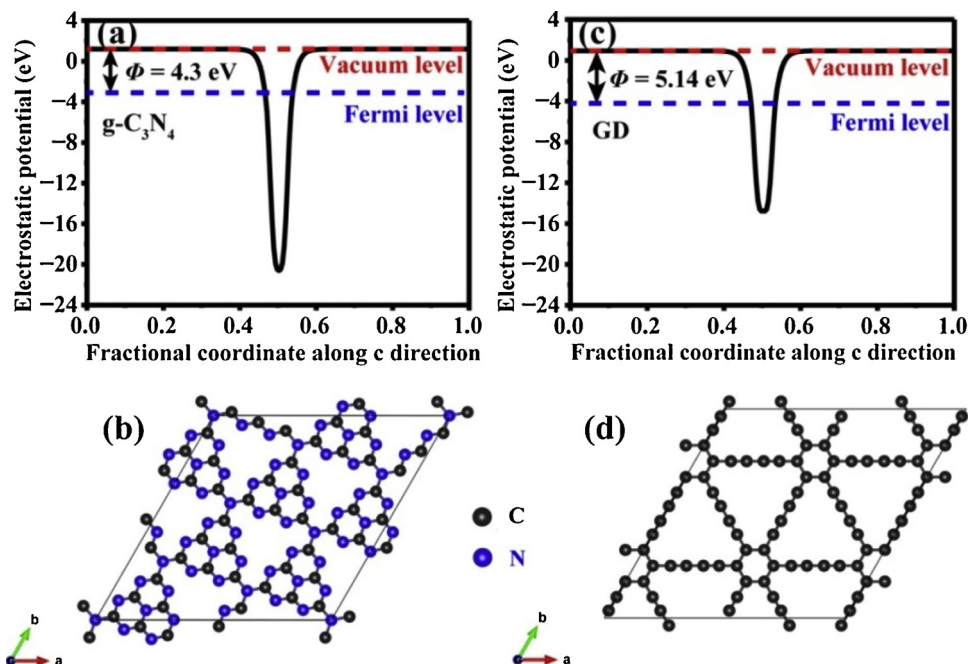 (a)
Electrostatic potential (eV)
4
0
−4
−8
−12
−16
−20
−24
Φ = 4.3 eV
Vacuum level
Fermi level
g-C₃N₄
0.0 0.2 0.4 0.6 0.8 1.0
Fractional coordinate along c direction
(c)
Electrostatic potential (eV)
4
0
−4
−8
−12
−16
−20
−24
Φ = 5.14 eV
Vacuum level
Fermi level
GD
0.0 0.2 0.4 0.6 0.8 1.0
Fractional coordinate along c direction
(b)
C
N
b
a
(d)
b
a